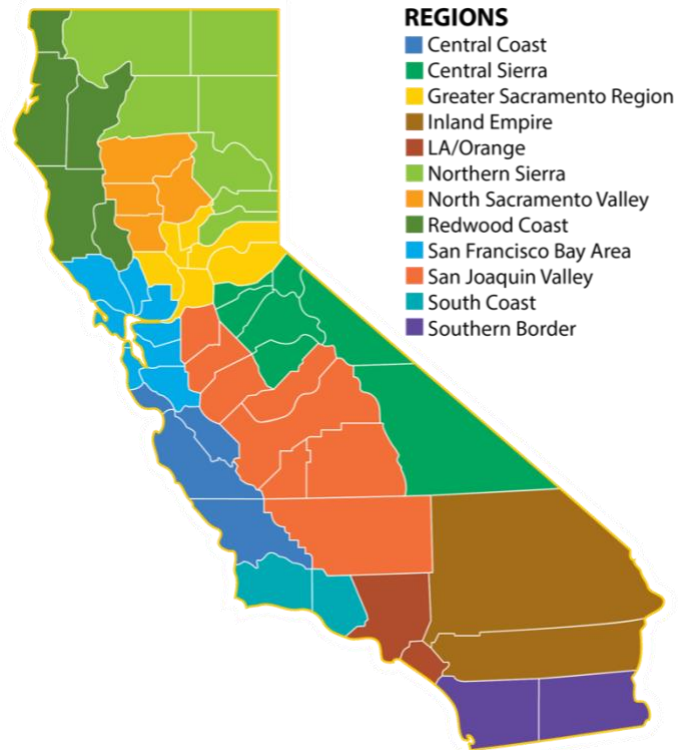 REGIONS
Central Coast
Central Sierra
Greater Sacramento Region
Inland Empire
LA/Orange
Northern Sierra
North Sacramento Valley
Redwood Coast
San Francisco Bay Area
San Joaquin Valley
South Coast
Southern Border